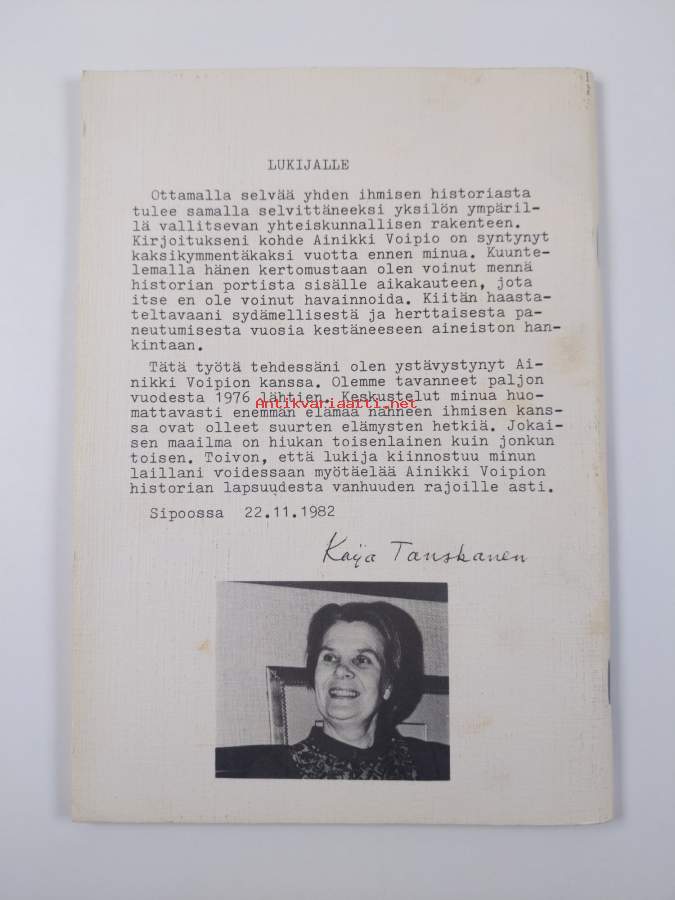 LUKIJALLE
Ottamalla selvää yhden ihmisen historiasta
tulee samalla selvittäneeksi yksilön ympäril-
lä vallitsevan yhteiskunnallisen rakenteen.
Kirjoitukseni kohde Ainikki Voipio on syntynyt
kaksikymmentäkaksi vuotta ennen minua. Kuunte-
lemalla hänen kertomustaan olen voinut mennä
historian portista sisälle aikakauteen, jota
itse en ole voinut havainnoida. Kiitän haasta-
teltavaani sydämellisestä ja herttaisesta pa-
neutumisesta vuosia kestäneeseen aineiston han-
kintaan.
Tätä työtä tehdessäni olen ystävystynyt Ai-
nikki Voipion kanssa. Olemme tavanneet paljon
vuodesta 1976 lähtien. Keskustelut minua huo-
Antikvariaatti.net
mattavasti enemmän elämää nähneen ihmisen kans-
sa ovat olleet suurten elämysten hetkiä. Jokai-
sen maailma on hiukan toisenlainen kuin jonkun
toisen. Toivon, että lukija kiinnostuu minun
laillani voidessaan myötäelää Ainikki Voipion
historian lapsuudesta vanhuuden rajoille asti.
Sipoossa 22.11.1982
Kaija Tanskanen